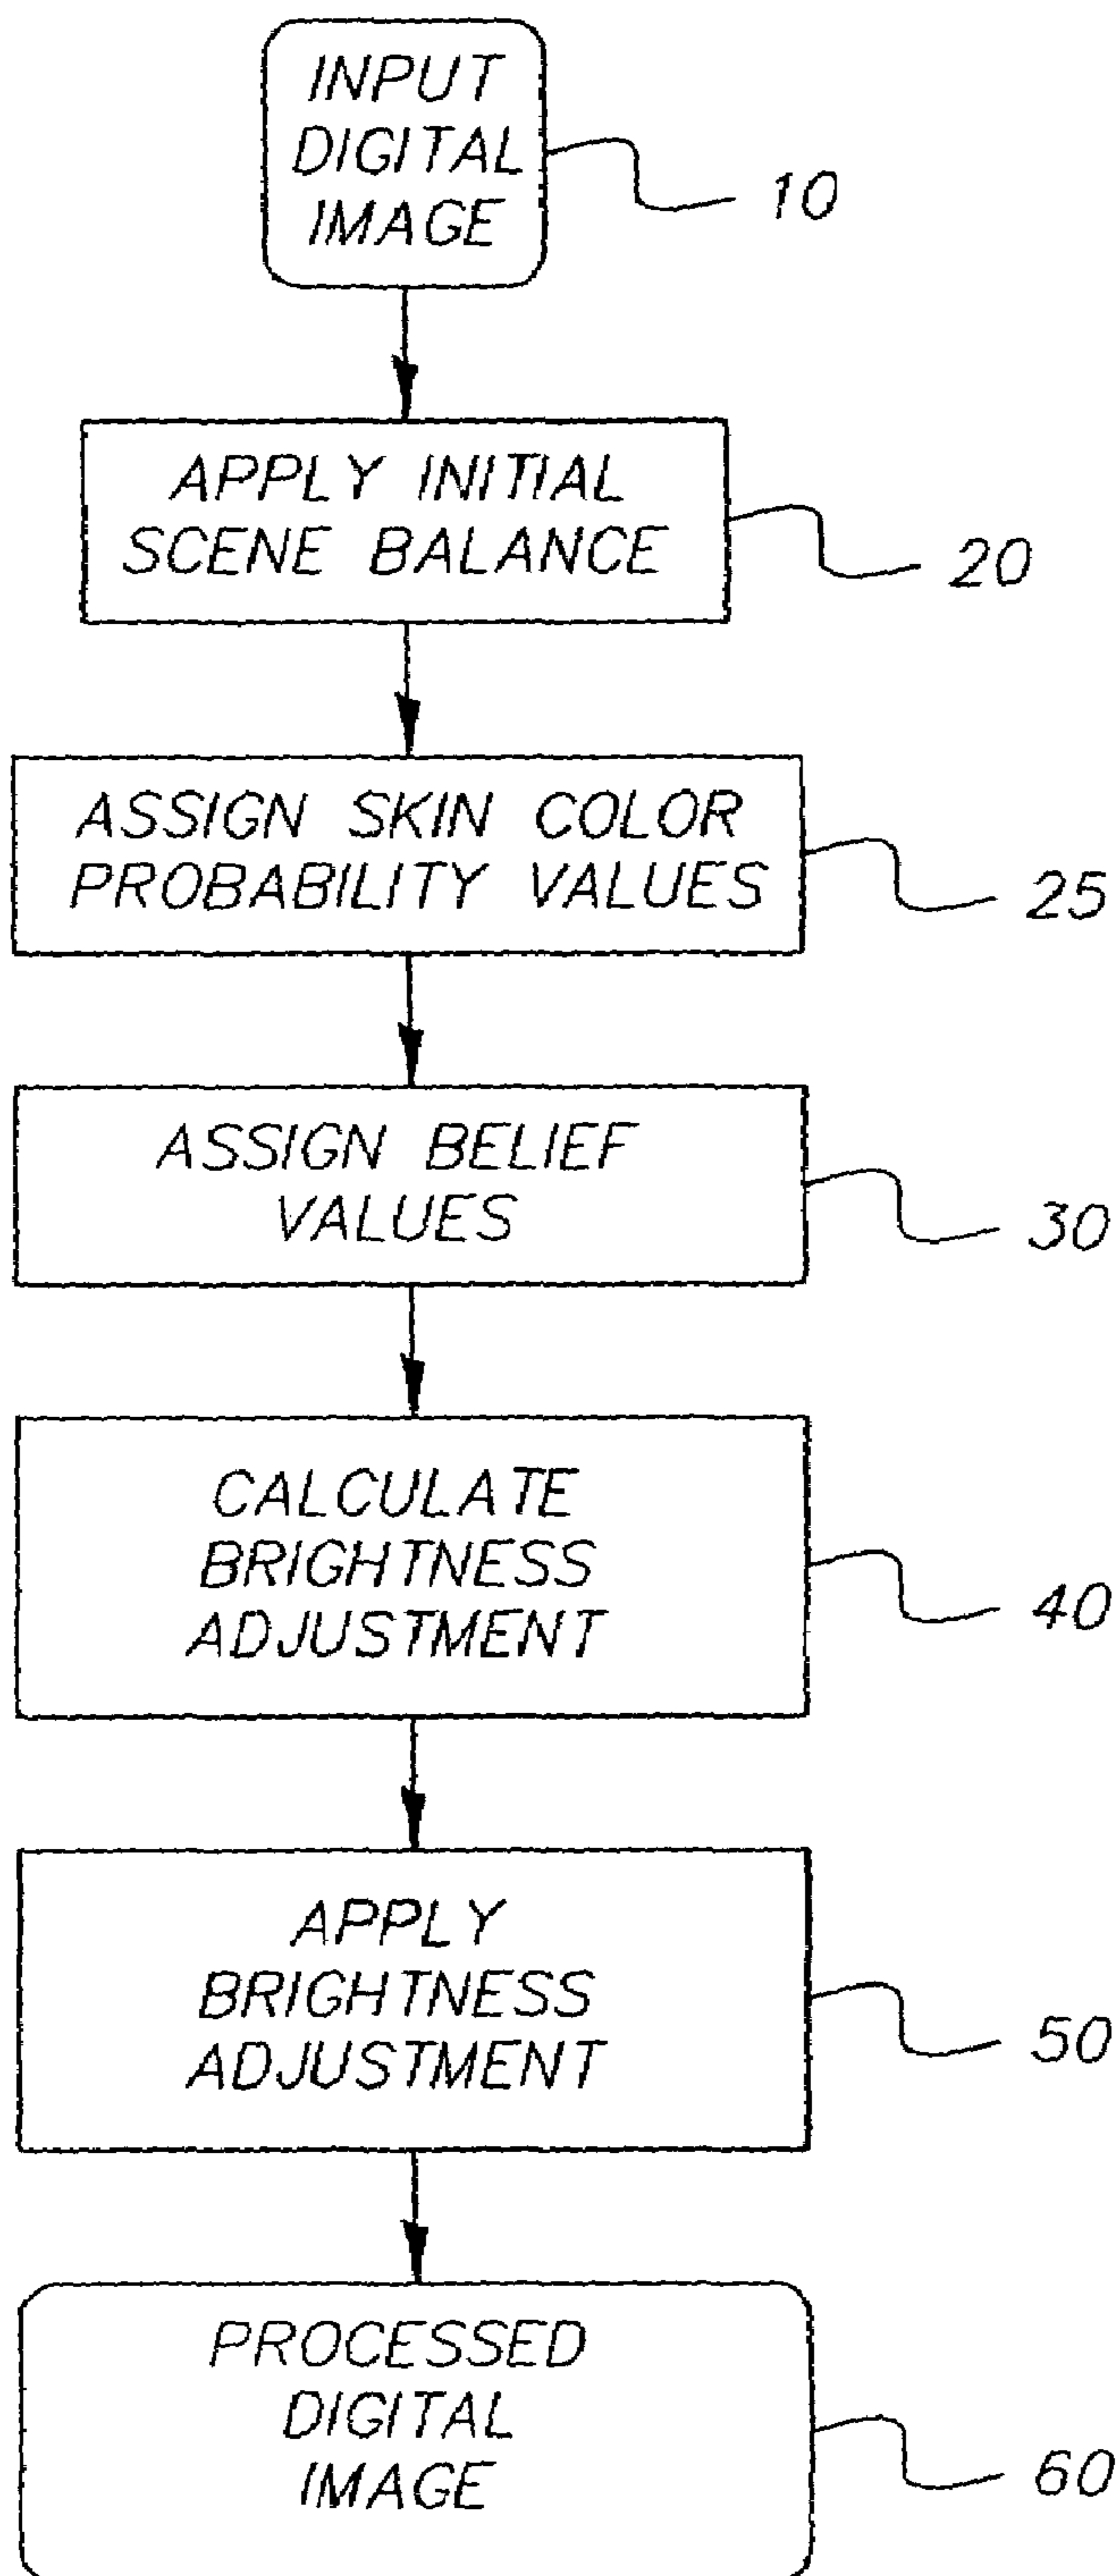 INPUT
DIGITAL
IMAGE
10
APPLY INITIAL
SCENE BALANCE
20
ASSIGN SKIN COLOR
PROBABILITY VALUES
25
ASSIGN BELIEF
VALUES
30
CALCULATE
BRIGHTNESS
ADJUSTMENT
40
APPLY
BRIGHTNESS
ADJUSTMENT
50
PROCESSED
DIGITAL
IMAGE
60